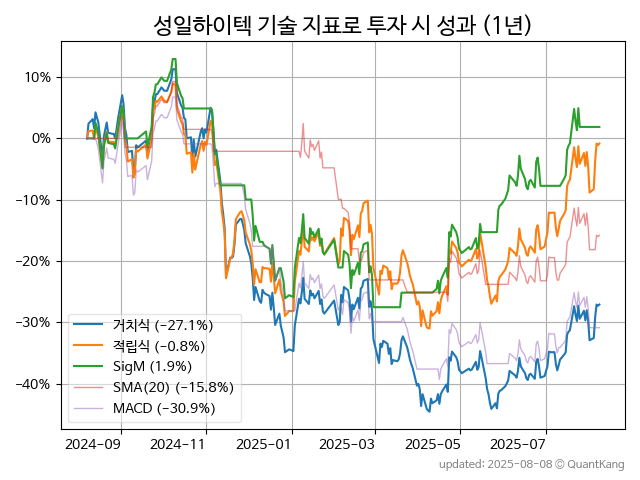 성일하이텍 기술 지표로 투자 시 성과 (1년)
10%
0%
−10%
−20%
−30%
−40%
거치식 (−27.1%)
적립식 (−0.8%)
SigM (1.9%)
SMA(20) (−15.8%)
MACD (−30.9%)
2024-09
2024-11
2025-01
2025-03
2025-05
2025-07
updated: 2025-08-08 © QuantKang